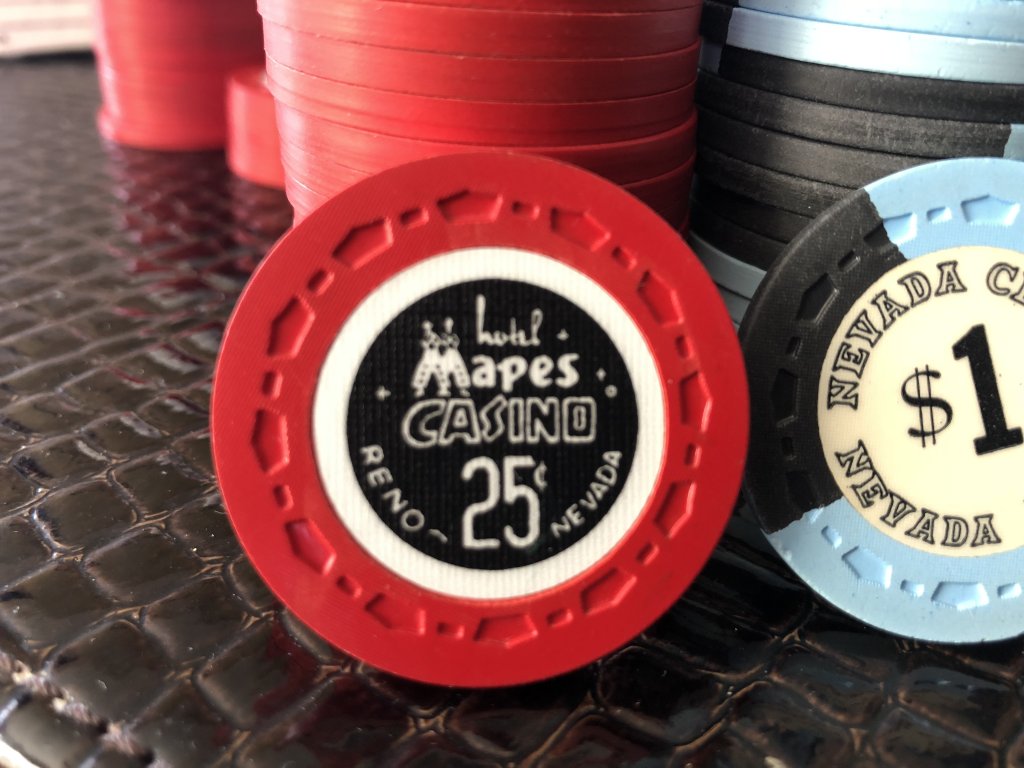 hotel
Mapes
CASINO
25¢
RENO - NEVADA
NEVADA
$1
NEVADA